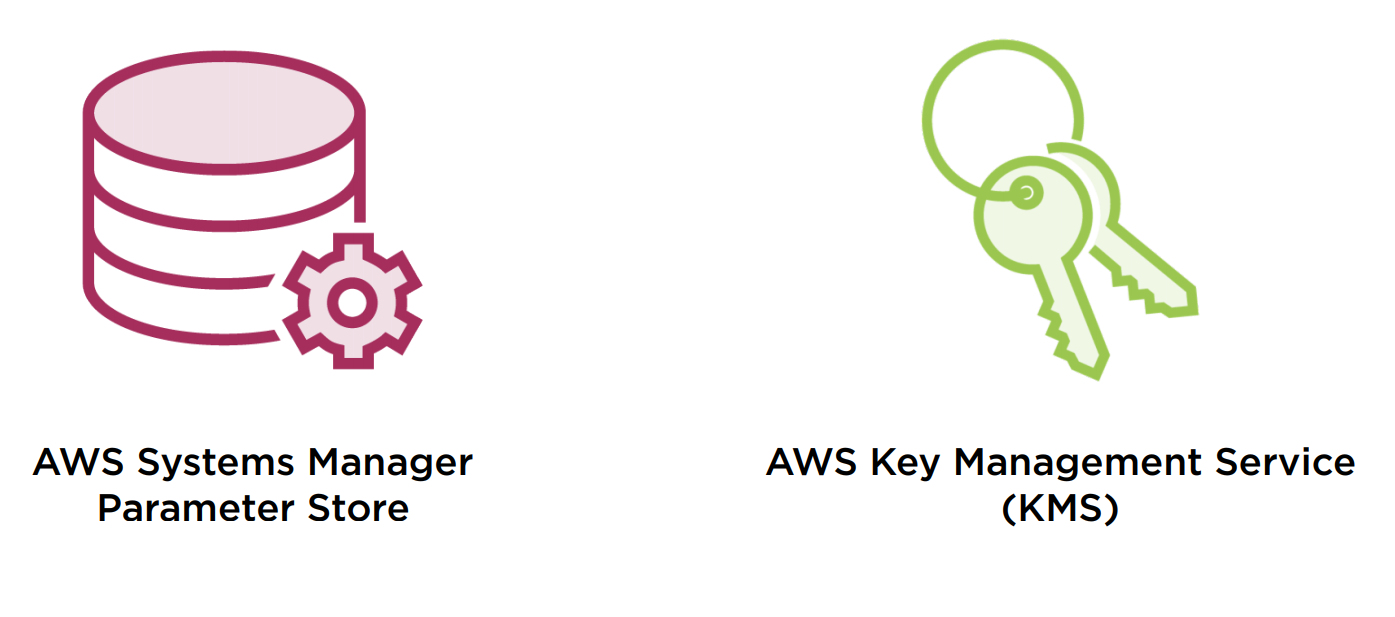 AWS Systems Manager
Parameter Store
AWS Key Management Service
(KMS)